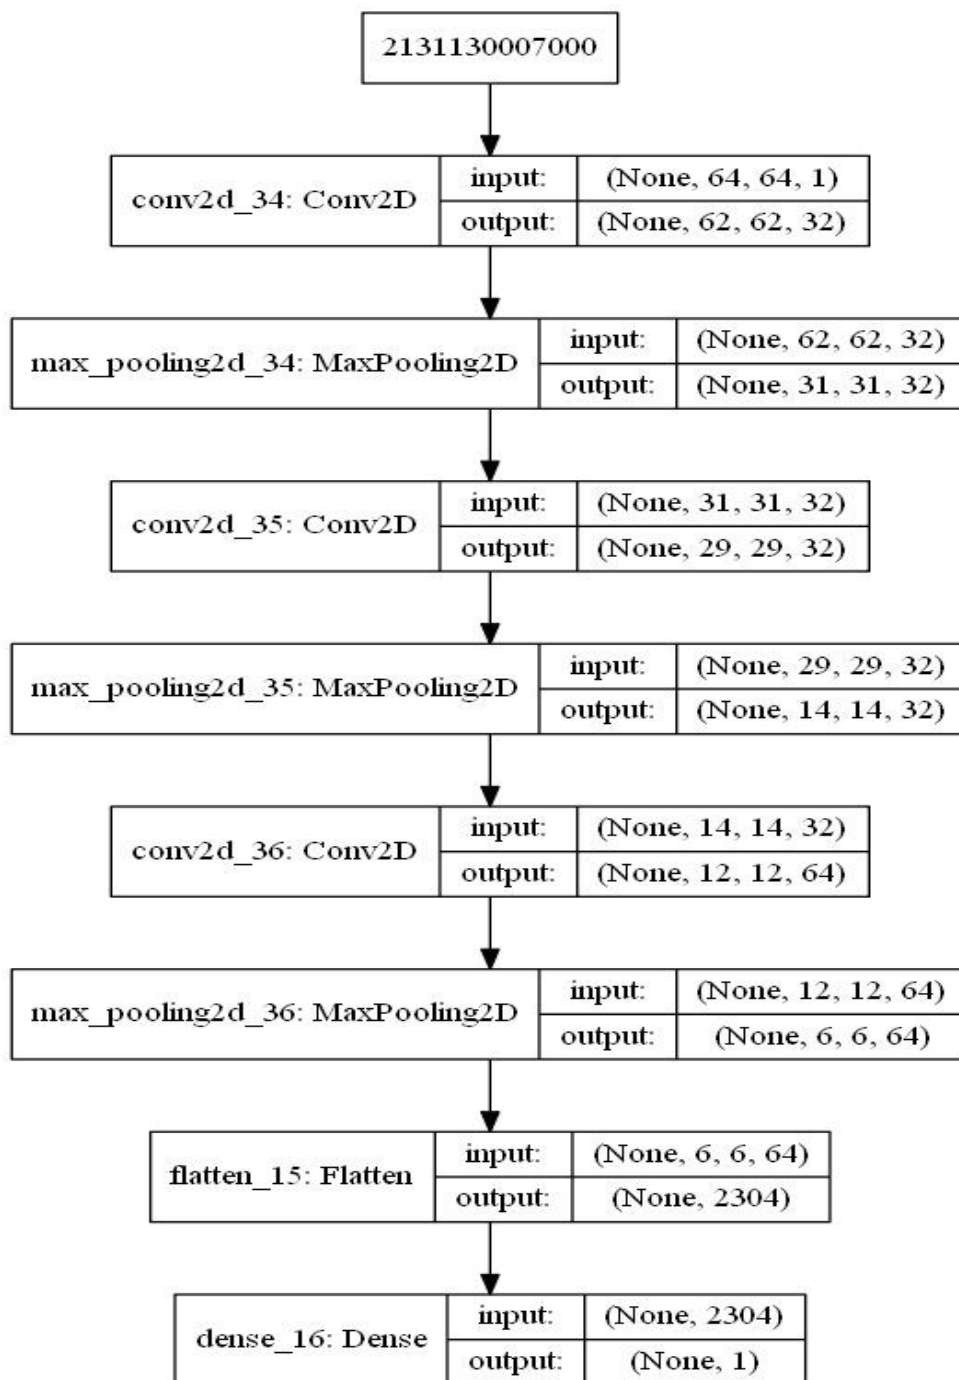 2131130007000
conv2d_34: Conv2D
input: (None, 64, 64, 1)
output: (None, 62, 62, 32)
max_pooling2d_34: MaxPooling2D
input: (None, 62, 62, 32)
output: (None, 31, 31, 32)
conv2d_35: Conv2D
input: (None, 31, 31, 32)
output: (None, 29, 29, 32)
max_pooling2d_35: MaxPooling2D
input: (None, 29, 29, 32)
output: (None, 14, 14, 32)
conv2d_36: Conv2D
input: (None, 14, 14, 32)
output: (None, 12, 12, 64)
max_pooling2d_36: MaxPooling2D
input: (None, 12, 12, 64)
output: (None, 6, 6, 64)
flatten_15: Flatten
input: (None, 6, 6, 64)
output: (None, 2304)
dense_16: Dense
input: (None, 2304)
output: (None, 1)